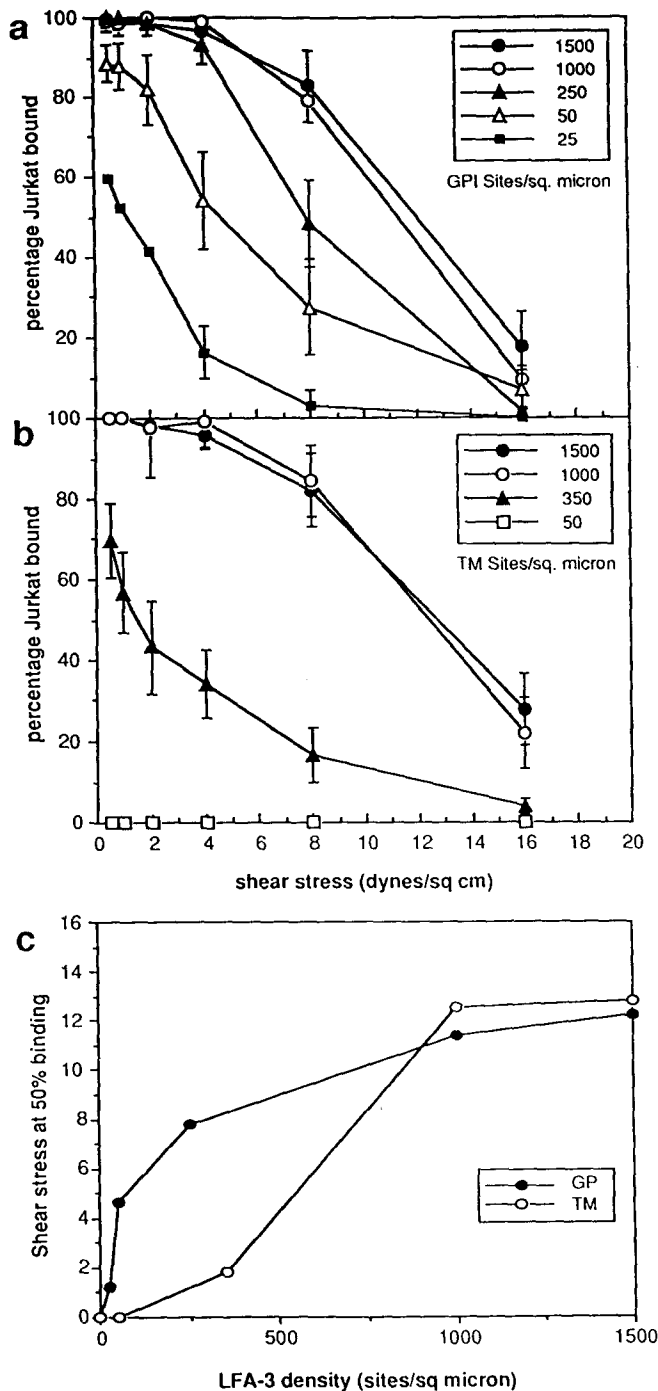 a
100
80
60
40
20
percentage Jurkat bound
1500
1000
250
50
25
GPI Sites/sq. micron
b
100
80
60
40
20
0
percentage Jurkat bound
1500
1000
350
50
TM Sites/sq. micron
0 2 4 6 8 10 12 14 16 18 20
shear stress (dynes/sq cm)
c
16
14
12
10
8
6
4
2
0
Shear stress at 50% binding
GP
TM
0 500 1000 1500
LFA-3 density (sites/sq micron)